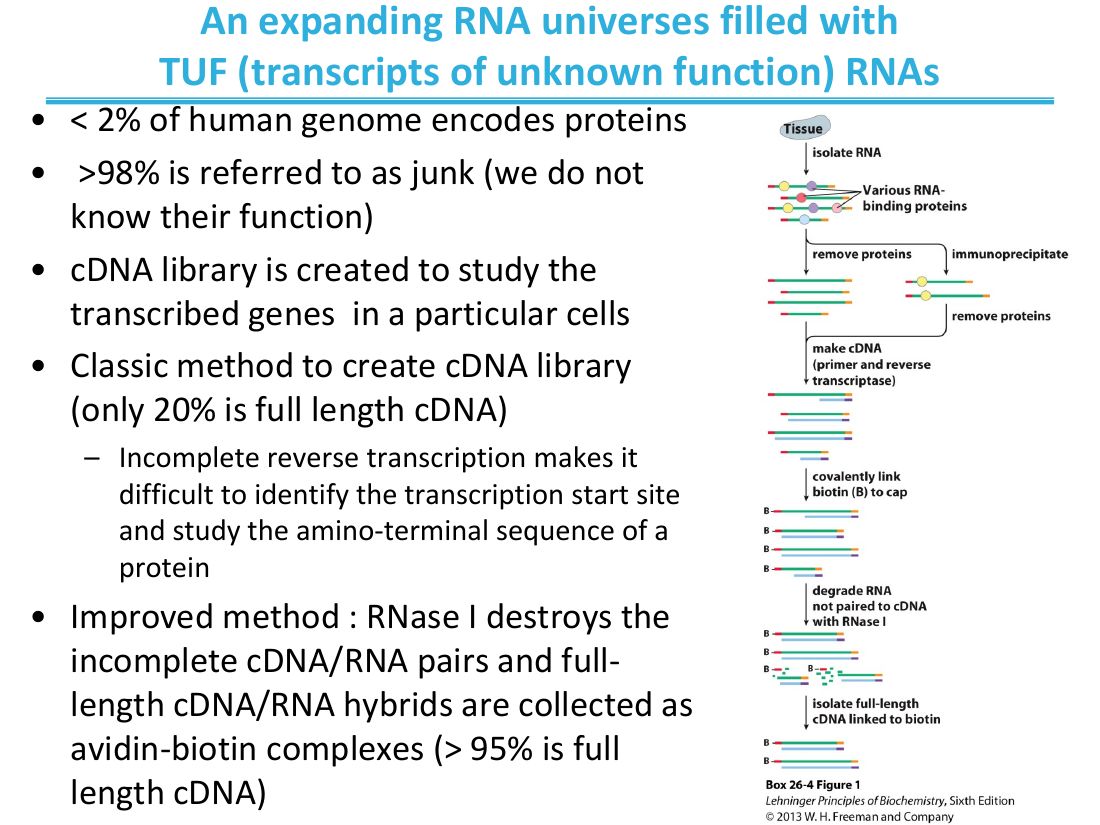 An expanding RNA universes filled with
TUF (transcripts of unknown function) RNAs
• < 2% of human genome encodes proteins
• >98% is referred to as junk (we do not
know their function)
• cDNA library is created to study the
transcribed genes in a particular cells
• Classic method to create cDNA library
(only 20% is full length cDNA)
– Incomplete reverse transcription makes it
difficult to identify the transcription start site
and study the amino-terminal sequence of a
protein
• Improved method : RNase I destroys the
incomplete cDNA/RNA pairs and full-
length cDNA/RNA hybrids are collected as
avidin-biotin complexes (> 95% is full
length cDNA)
Tissue
isolate RNA
Various RNA-
binding proteins
remove proteins
immunoprecipitate
remove proteins
make cDNA
(primer and reverse
transcriptase)
covalently link
biotin (B) to cap
B
B
B
B
degrade RNA
not paired to cDNA
with RNase I
B
B
B B
isolate full-length
cDNA linked to biotin
B
B
Box 26-4 Figure 1
Lehninger Principles of Biochemistry, Sixth Edition
© 2013 W. H. Freeman and Company